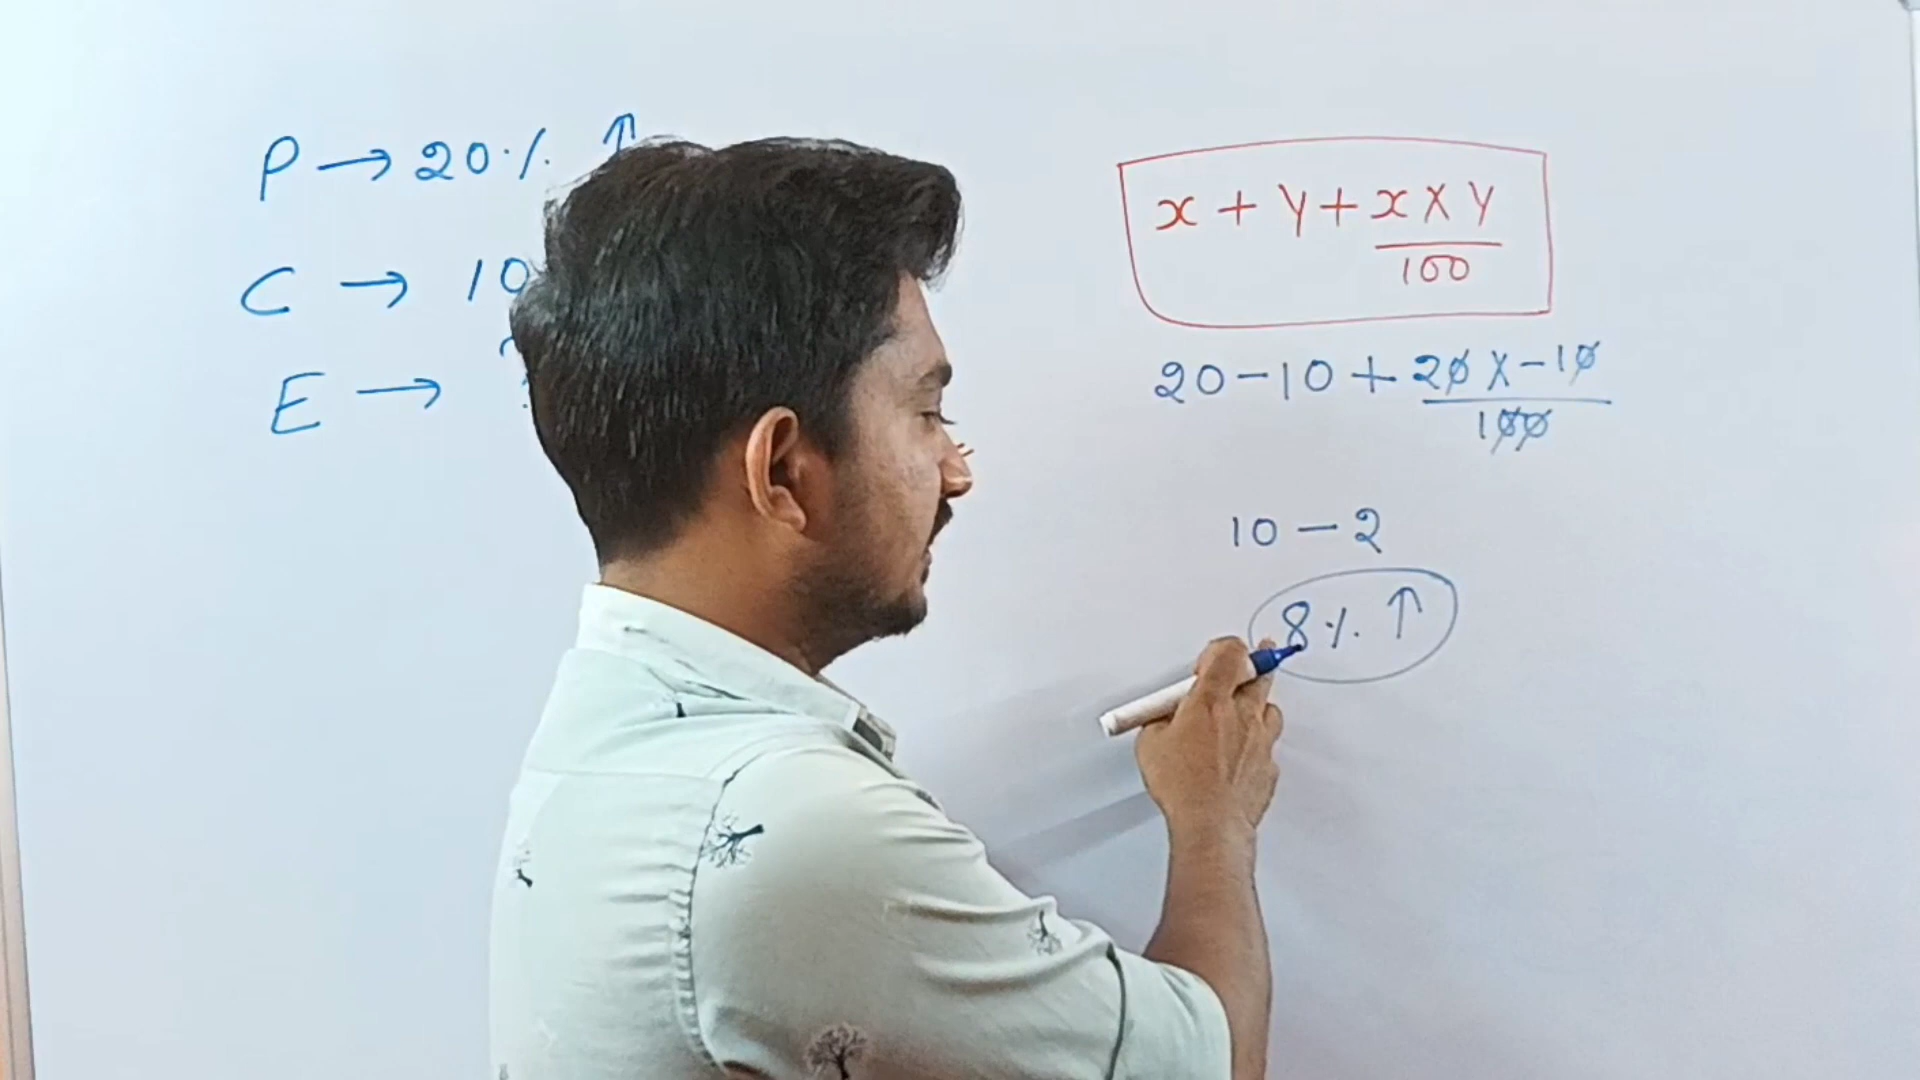 P → 20% ↑
C → 10
E →
x + y + x X y
100
20 - 10 + 20 X - 10
100
10 - 2
8% ↑